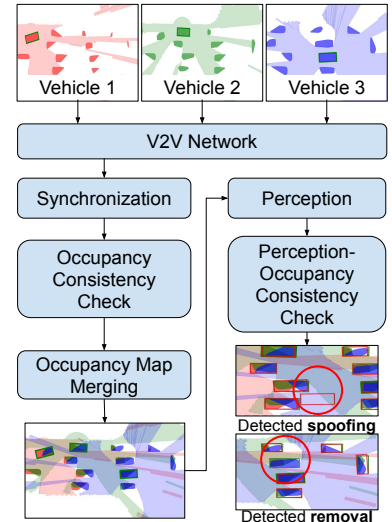 Vehicle 1
Vehicle 2
Vehicle 3
V2V Network
Synchronization
Occupancy
Consistency
Check
Occupancy Map
Merging
Perception
Perception-
Occupancy
Consistency
Check
Detected spoofing
Detected removal